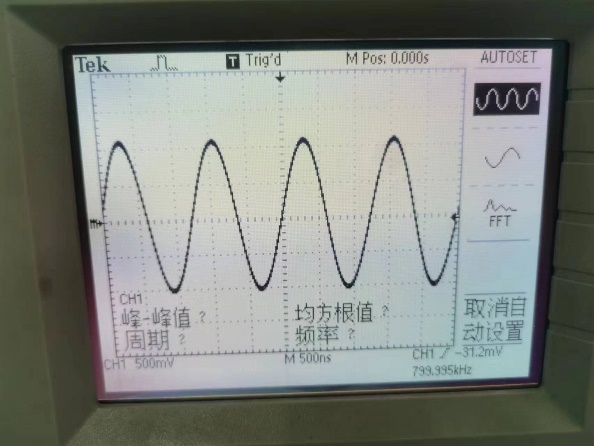 Tek
T Trig'd
M Pos: 0.000s
AUTOSET
FFT
CH1
峰-峰值 ?
均方根值 ?
周期 ?
频率 ?
取消自
动设置
CH1 500mV
M 500ns
CH1 / -31.2mV
799.995kHz